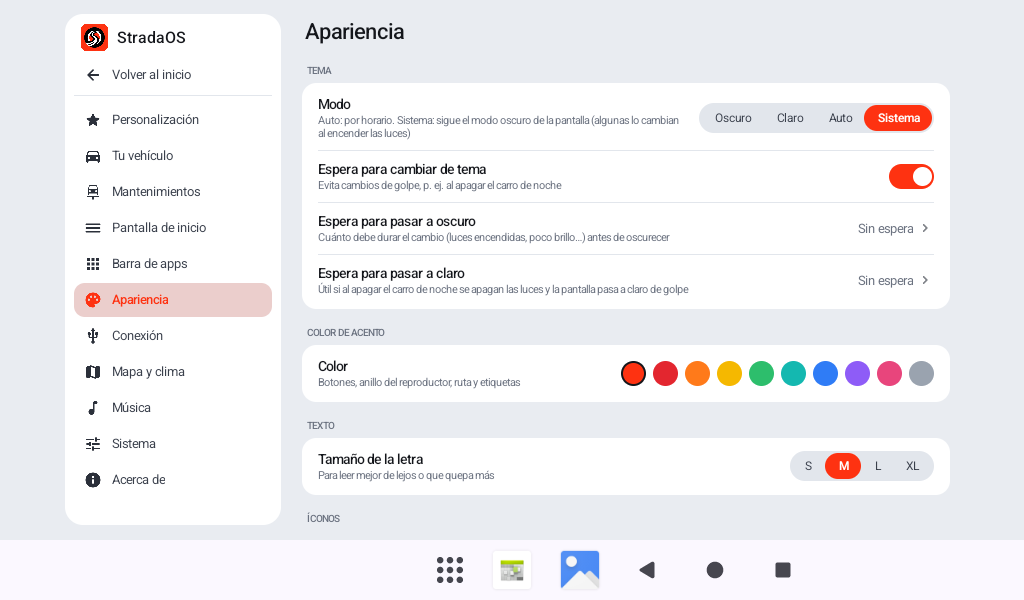 StradaOS
Volver al inicio
Personalización
Tu vehículo
Mantenimientos
Pantalla de inicio
Barra de apps
Apariencia
Conexión
Mapa y clima
Música
Sistema
Acerca de
Apariencia
TEMA
Modo
Auto: por horario. Sistema: sigue el modo oscuro de la pantalla (algunas lo cambian
al encender las luces)
Oscuro Claro Auto Sistema
Espera para cambiar de tema
Evita cambios de golpe, p. ej. al apagar el carro de noche
Espera para pasar a oscuro
Cuánto debe durar el cambio (luces encendidas, poco brillo...) antes de oscurecer
Sin espera
Espera para pasar a claro
Útil si al apagar el carro de noche se apagan las luces y la pantalla pasa a claro de golpe
Sin espera
COLOR DE ACENTO
Color
Botones, anillo del reproductor, ruta y etiquetas
TEXTO
Tamaño de la letra
Para leer mejor de lejos o que quepa más
S M L XL
ÍCONOS